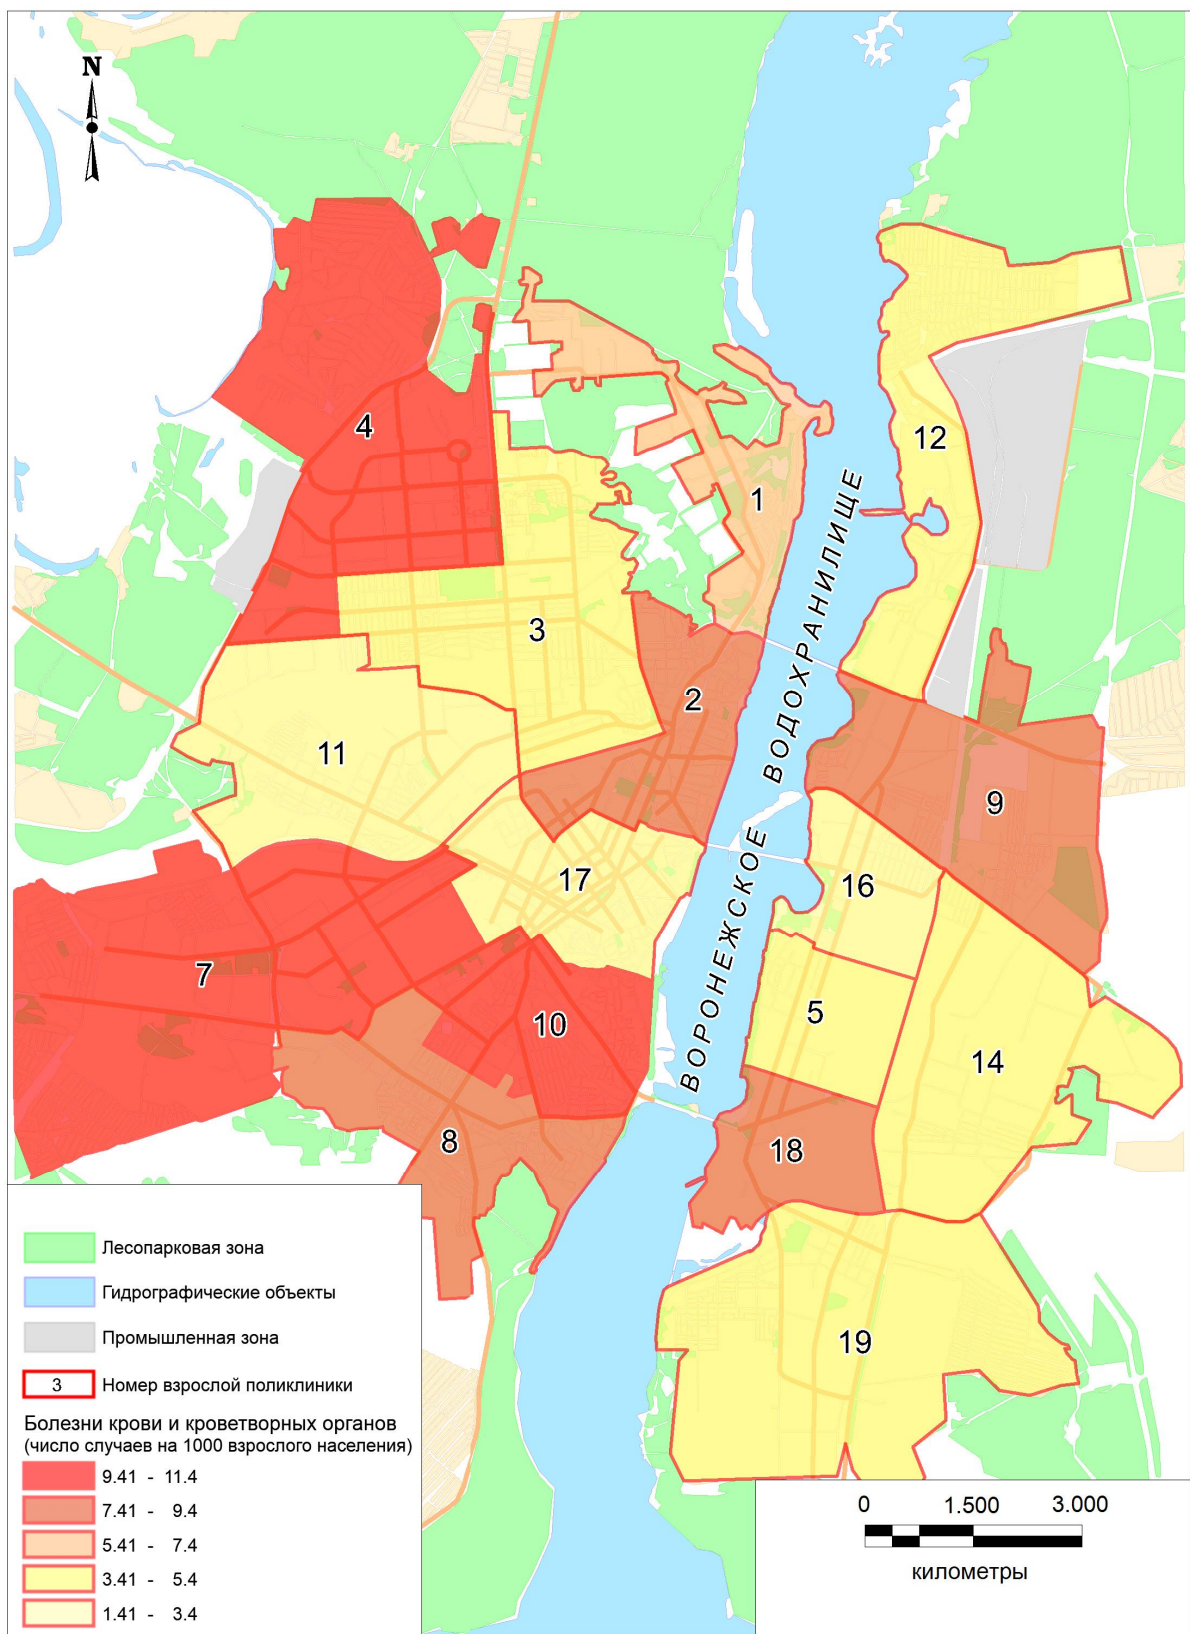 N
4
12
1
3
2
11
9
17
16
7
10
5
14
8
18
19
ВОРОНЕЖСКОЕ ВОДОХРАНИЛИЩЕ
Лесопарковая зона
Гидрографические объекты
Промышленная зона
3 Номер взрослой поликлиники
Болезни крови и кроветворных органов
(число случаев на 1000 взрослого населения)
9.41 - 11.4
7.41 - 9.4
5.41 - 7.4
3.41 - 5.4
1.41 - 3.4
0 1.500 3.000
километры